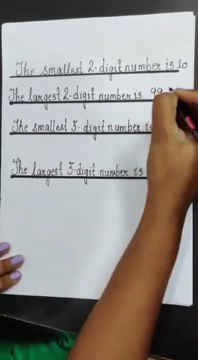 The smallest 2-digit number is 10
The largest 2-digit number is 99
The smallest 3-digit number is
The largest 3-digit number is